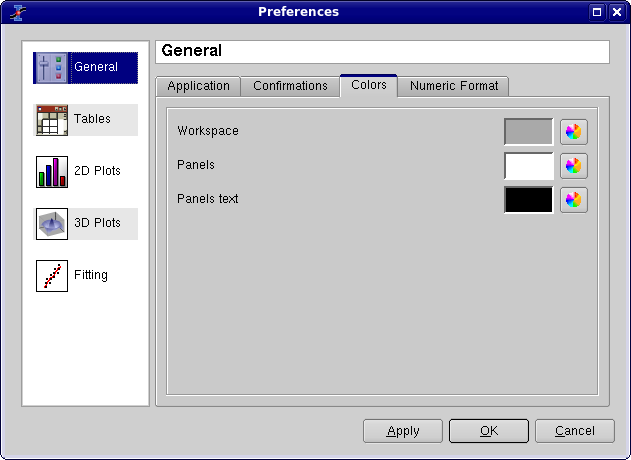 Preferences
General
Tables
2D Plots
3D Plots
Fitting
General
Application Confirmations Colors Numeric Format
Workspace
Panels
Panels text
Apply OK Cancel